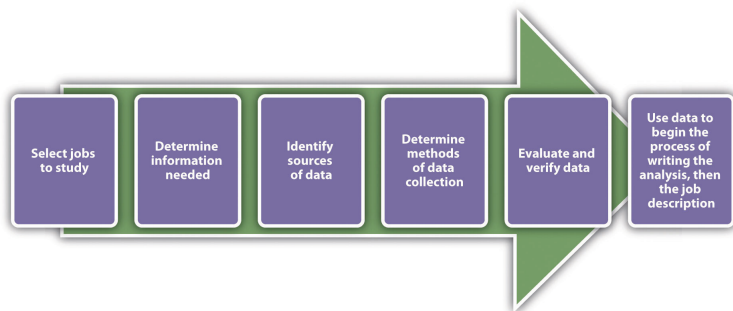 Select jobs
to study
Determine
information
needed
Identify
sources
of data
Determine
methods
of data
collection
Evaluate and
verify data
Use data to
begin the
process of
writing the
analysis, then
the job
description